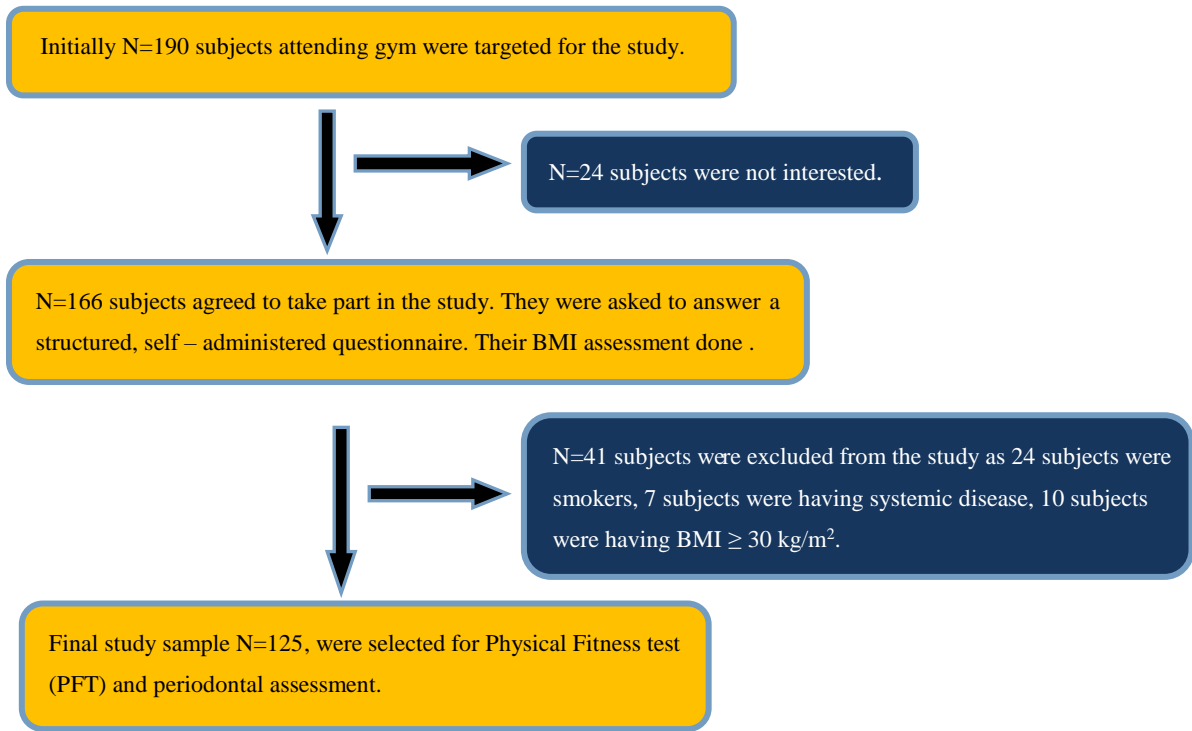 Initially N=190 subjects attending gym were targeted for the study.
N=24 subjects were not interested.
N=166 subjects agreed to take part in the study. They were asked to answer a
structured, self – administered questionnaire. Their BMI assessment done .
N=41 subjects were excluded from the study as 24 subjects were
smokers, 7 subjects were having systemic disease, 10 subjects
were having BMI ≥ 30 kg/m².
Final study sample N=125, were selected for Physical Fitness test
(PFT) and periodontal assessment.